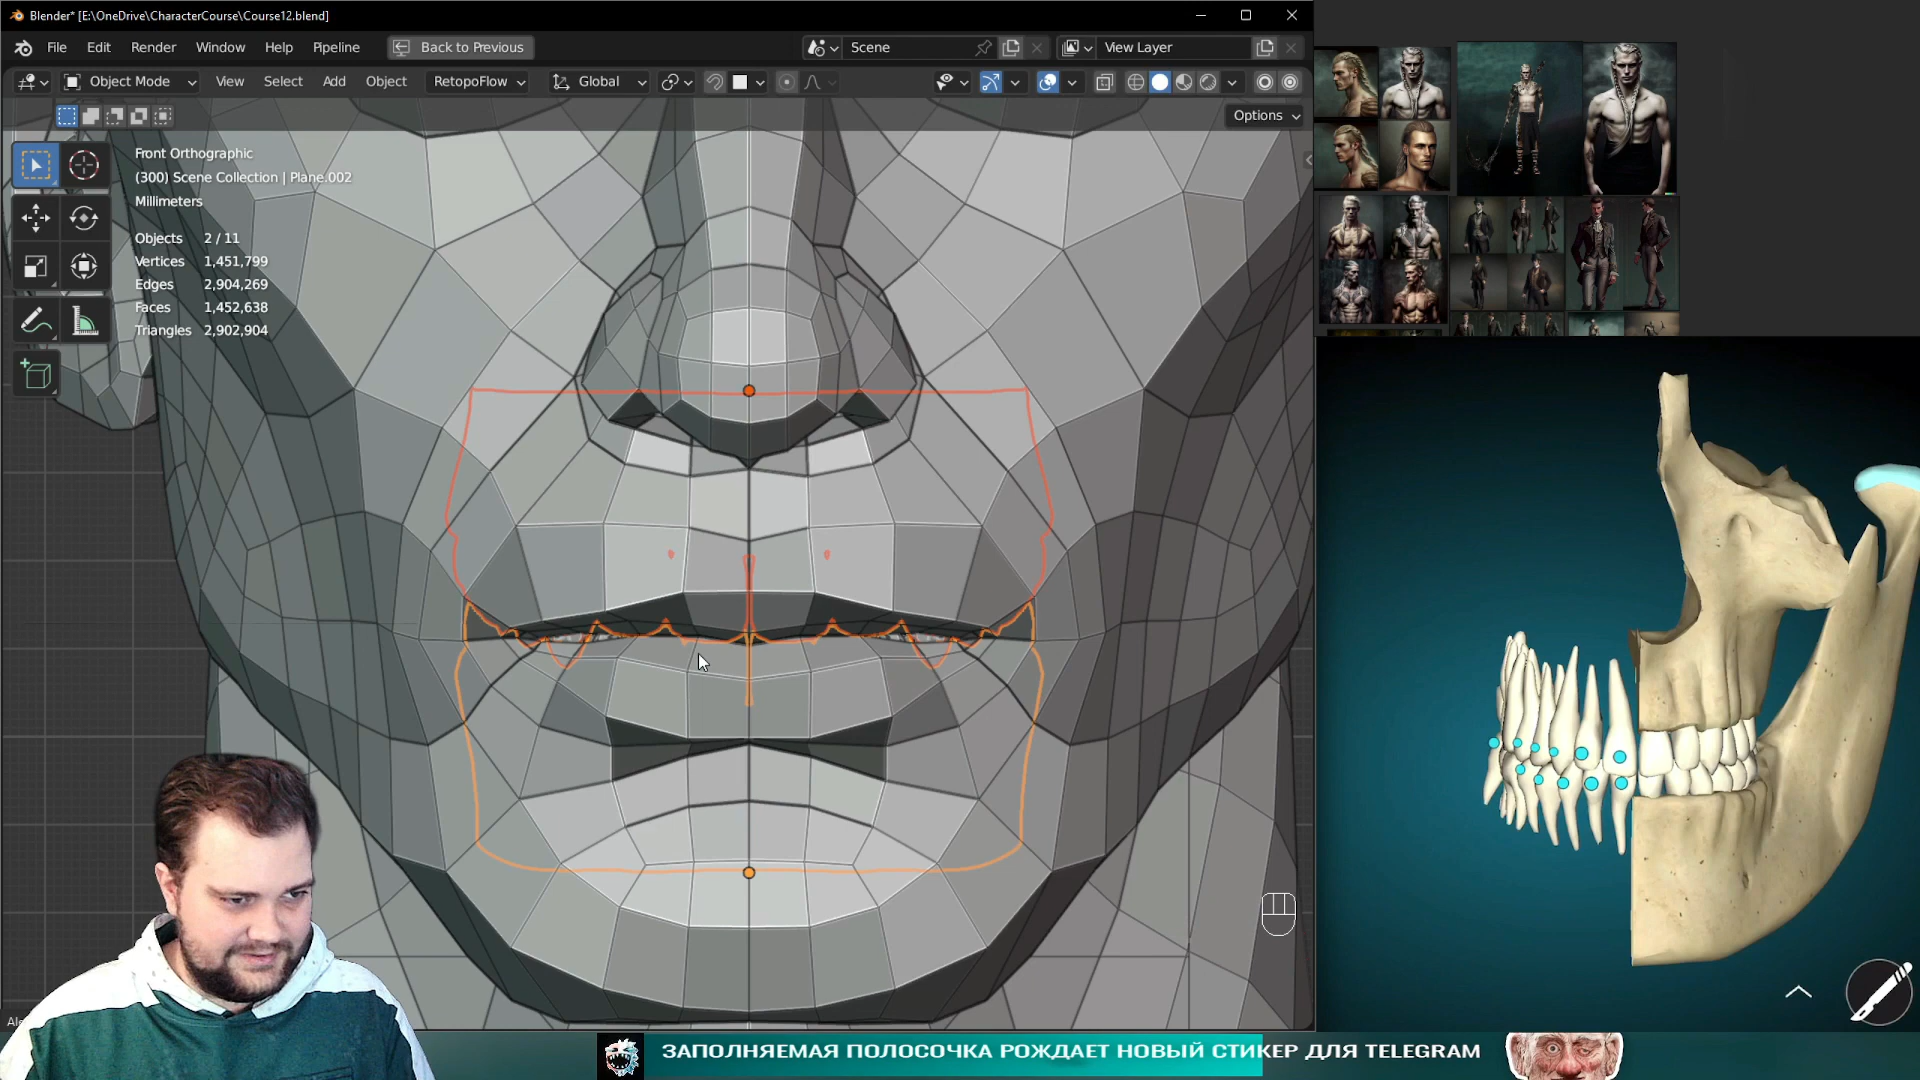 Blender* [E:\OneDrive\CharacterCourse\Course12.blend]
File Edit Render Window Help Pipeline Back to Previous Scene View Layer
Object Mode View Select Add Object RetopoFlow Global
Options
Front Orthographic
(300) Scene Collection | Plane.002
Millimeters
Objects 2 / 11
Vertices 1,451,799
Edges 2,904,269
Faces 1,452,638
Triangles 2,902,904
ЗАПОЛНЯЕМАЯ ПОЛОСОЧКА РОЖДАЕТ НОВЫЙ СТИКЕР ДЛЯ TELEGRAM